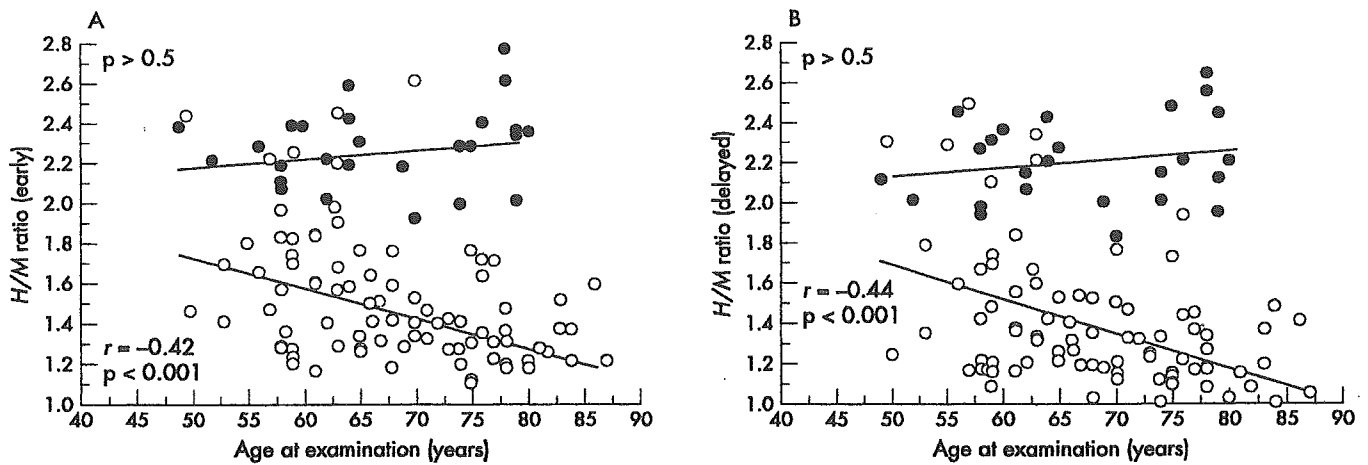 A
2.8
2.6
2.4
2.2
2.0
1.8
1.6
1.4
1.2
1.0
H/M ratio (early)
p > 0.5
r = –0.42
p < 0.001
40 45 50 55 60 65 70 75 80 85 90
Age at examination (years)
B
2.8
2.6
2.4
2.2
2.0
1.8
1.6
1.4
1.2
1.0
H/M ratio (delayed)
p > 0.5
r = –0.44
p < 0.001
40 45 50 55 60 65 70 75 80 85 90
Age at examination (years)